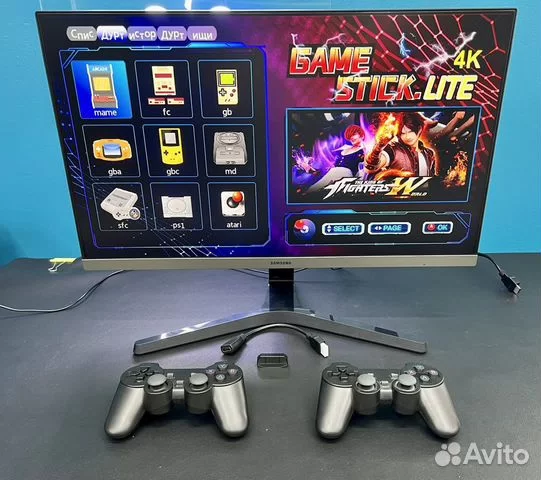 Спис ДУРТ истор ДУРТ ищи
GAME 4K
STICK.LITE
ARCADE
mame fc gb
gba gbc md
sfc ps1 atari
THE KING OF
FIGHTERS W
WORLD
SELECT PAGE OK
SAMSUNG
Avito